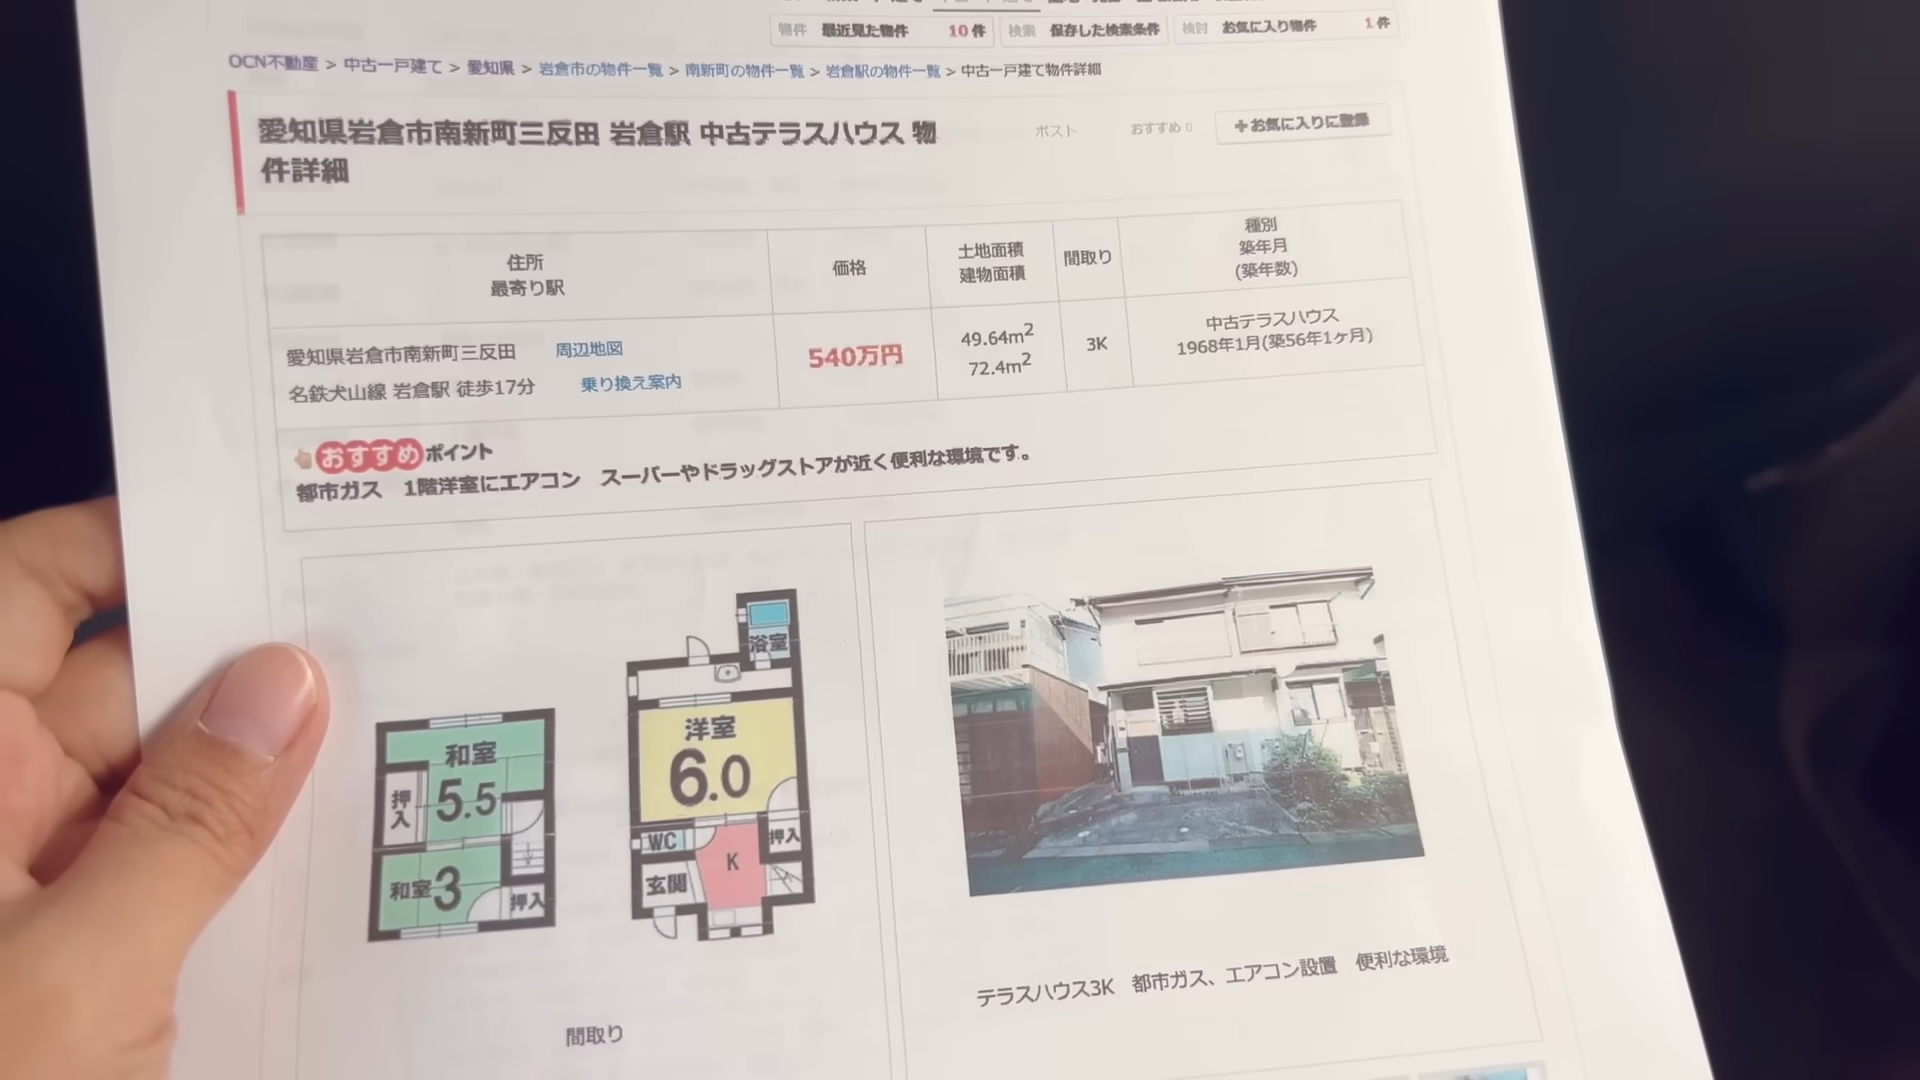 物件 最近見た物件 10件 検索 保存した検索条件 検討 お気に入り物件 1件
OCN不動産 > 中古一戸建て > 愛知県 > 岩倉市の物件一覧 > 南新町の物件一覧 > 岩倉駅の物件一覧 > 中古一戸建て物件詳細
愛知県岩倉市南新町三反田 岩倉駅 中古テラスハウス 物
件詳細
ポスト おすすめ 0 +お気に入りに登録
住所
最寄り駅
価格
土地面積
建物面積
間取り
種別
築年月
(築年数)
愛知県岩倉市南新町三反田 周辺地図
名鉄犬山線 岩倉駅 徒歩17分 乗り換え案内
540万円
49.64m2
72.4m2
3K
中古テラスハウス
1968年1月(築56年1ヶ月)
おすすめポイント
都市ガス 1階洋室にエアコン スーパーやドラッグストアが近く便利な環境です。
和室
5.5
押入
和室3
押入
浴室
洋室
6.0
WC
押入
K
玄関
間取り
テラスハウス3K 都市ガス、エアコン設置 便利な環境